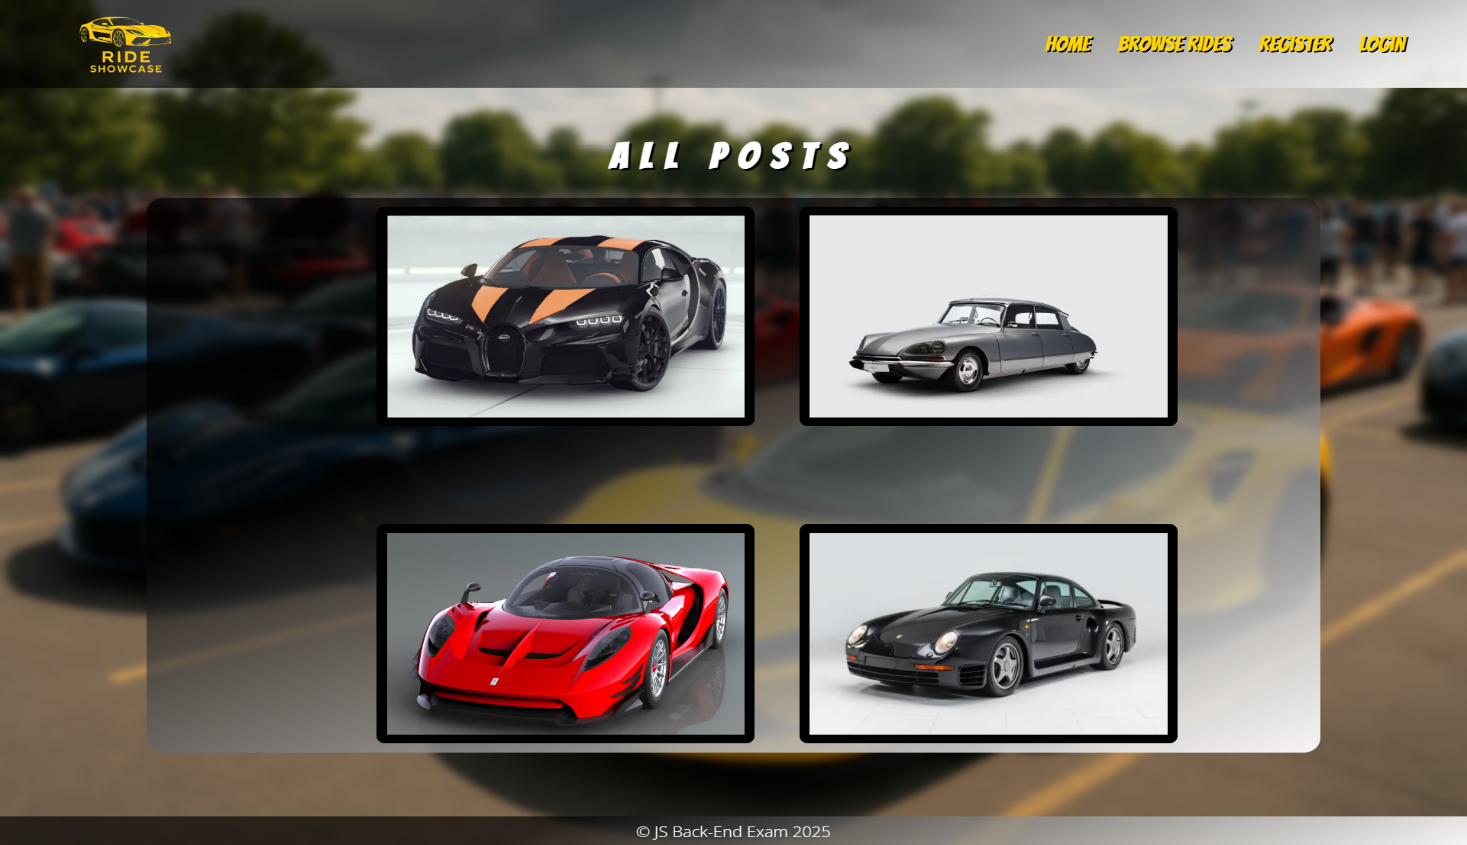 RIDE
SHOWCASE
HOME BROWSE RIDES REGISTER LOGIN
ALL POSTS
© JS Back-End Exam 2025